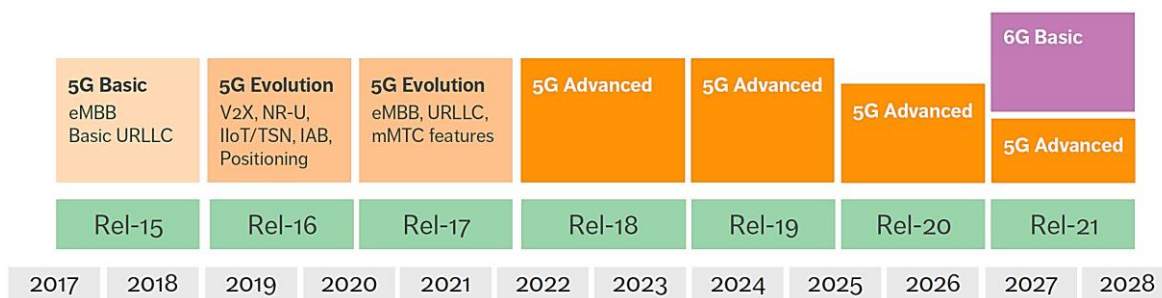 6G Basic
5G Basic
eMBB
Basic URLLC
5G Evolution
V2X, NR-U,
IIoT/TSN, IAB,
Positioning
5G Evolution
eMBB, URLLC,
mMTC features
5G Advanced
5G Advanced
5G Advanced
5G Advanced
Rel-15
Rel-16
Rel-17
Rel-18
Rel-19
Rel-20
Rel-21
2017
2018
2019
2020
2021
2022
2023
2024
2025
2026
2027
2028